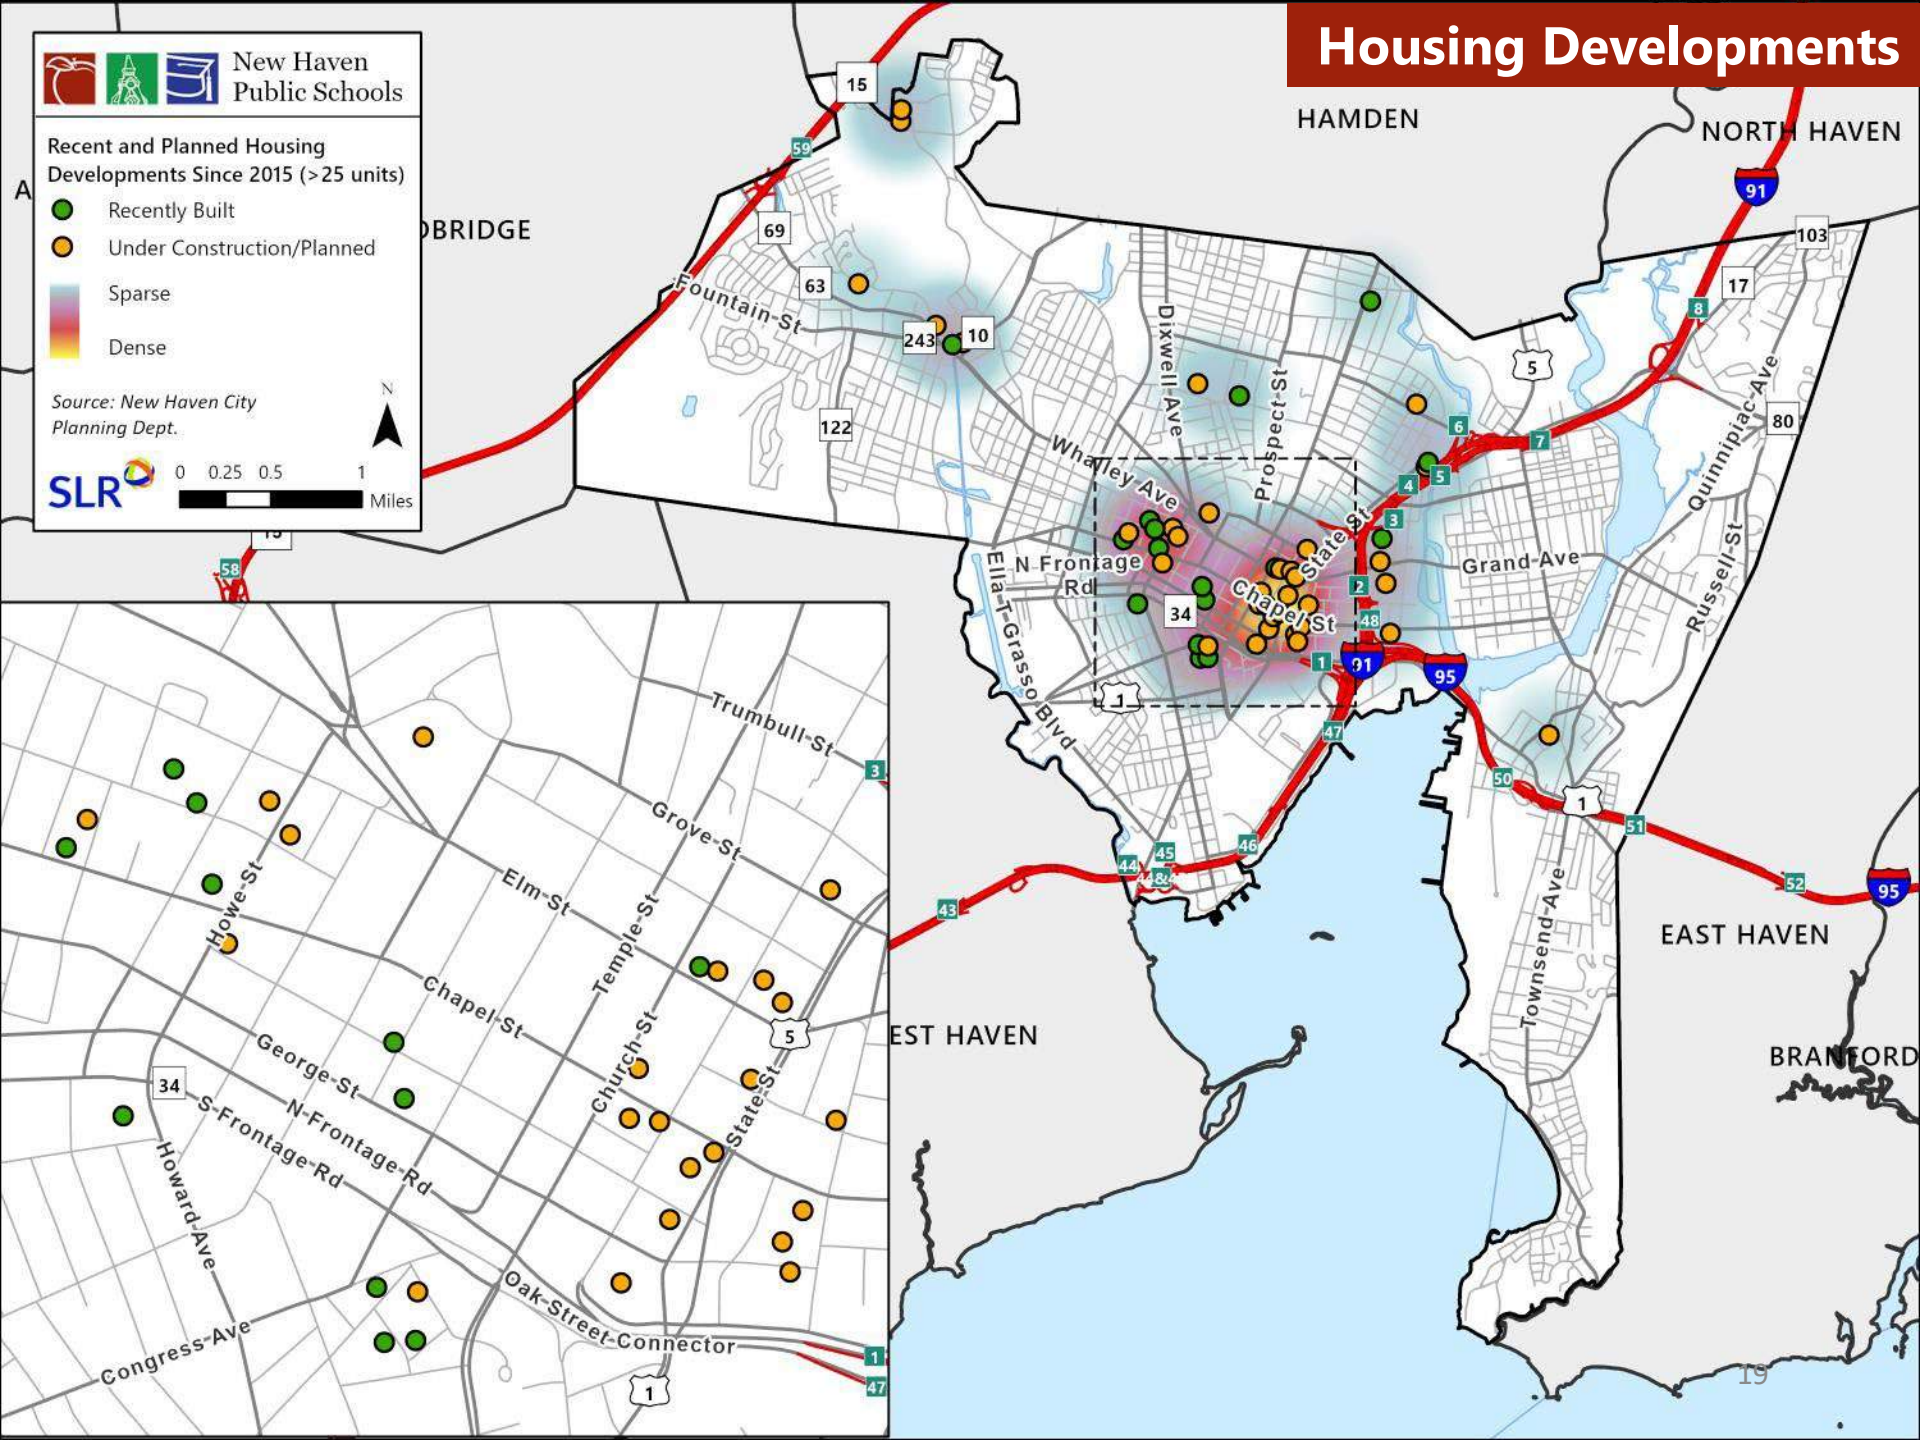 Housing Developments
New Haven
Public Schools
Recent and Planned Housing
Developments Since 2015 (>25 units)
Recently Built
Under Construction/Planned
Sparse
Dense
Source: New Haven City
Planning Dept.
N
SLR
0 0.25 0.5 1
Miles
HAMDEN
NORTH HAVEN
DBRIDGE
A
EAST HAVEN
BRANFORD
EST HAVEN
15
59
69
63
Fountain St
243
10
122
Whalley Ave
Dixwell Ave
Prospect St
State St
N Frontage
Rd
Chapel St
Grand Ave
Ella T Grasso Blvd
34
1
91
103
17
8
5
80
Quinnipiac Ave
Russell St
6
7
5
4
3
2
48
1
91
95
47
50
1
51
52
95
46
45
44
43
58
Townsend Ave
Trumbull St
3
Grove St
Elm St
Howe St
Temple St
Chapel St
Church St
5
State St
George St
34
N Frontage Rd
S Frontage Rd
Howard Ave
Oak Street Connector
Congress Ave
1
1
47
19